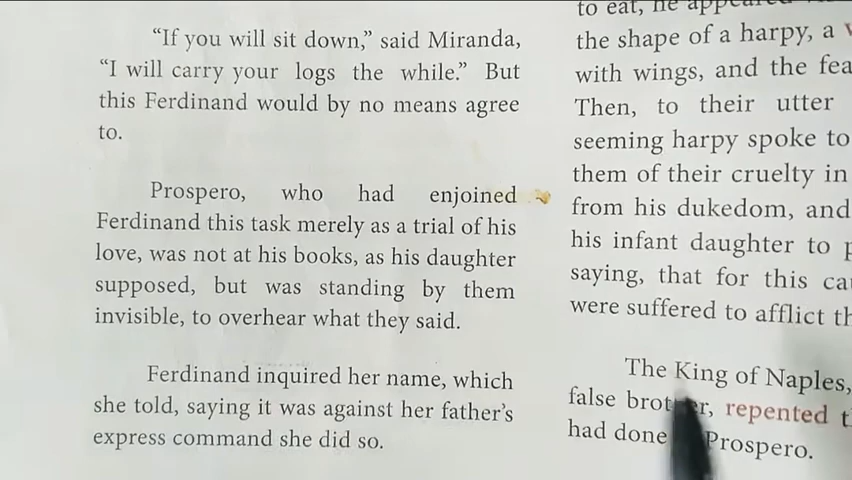 “If you will sit down,” said Miranda,
“I will carry your logs the while.” But
this Ferdinand would by no means agree
to.
Prospero, who had enjoined
Ferdinand this task merely as a trial of his
love, was not at his books, as his daughter
supposed, but was standing by them
invisible, to overhear what they said.
Ferdinand inquired her name, which
she told, saying it was against her father’s
express command she did so.
to eat, he
the shape of a harpy, a
with wings, and the
Then, to their utter
seeming harpy spoke to
them of their cruelty in
from his dukedom, and
his infant daughter to
saying, that for this
were suffered to afflict
The King of Naples,
false repented
had done Prospero.